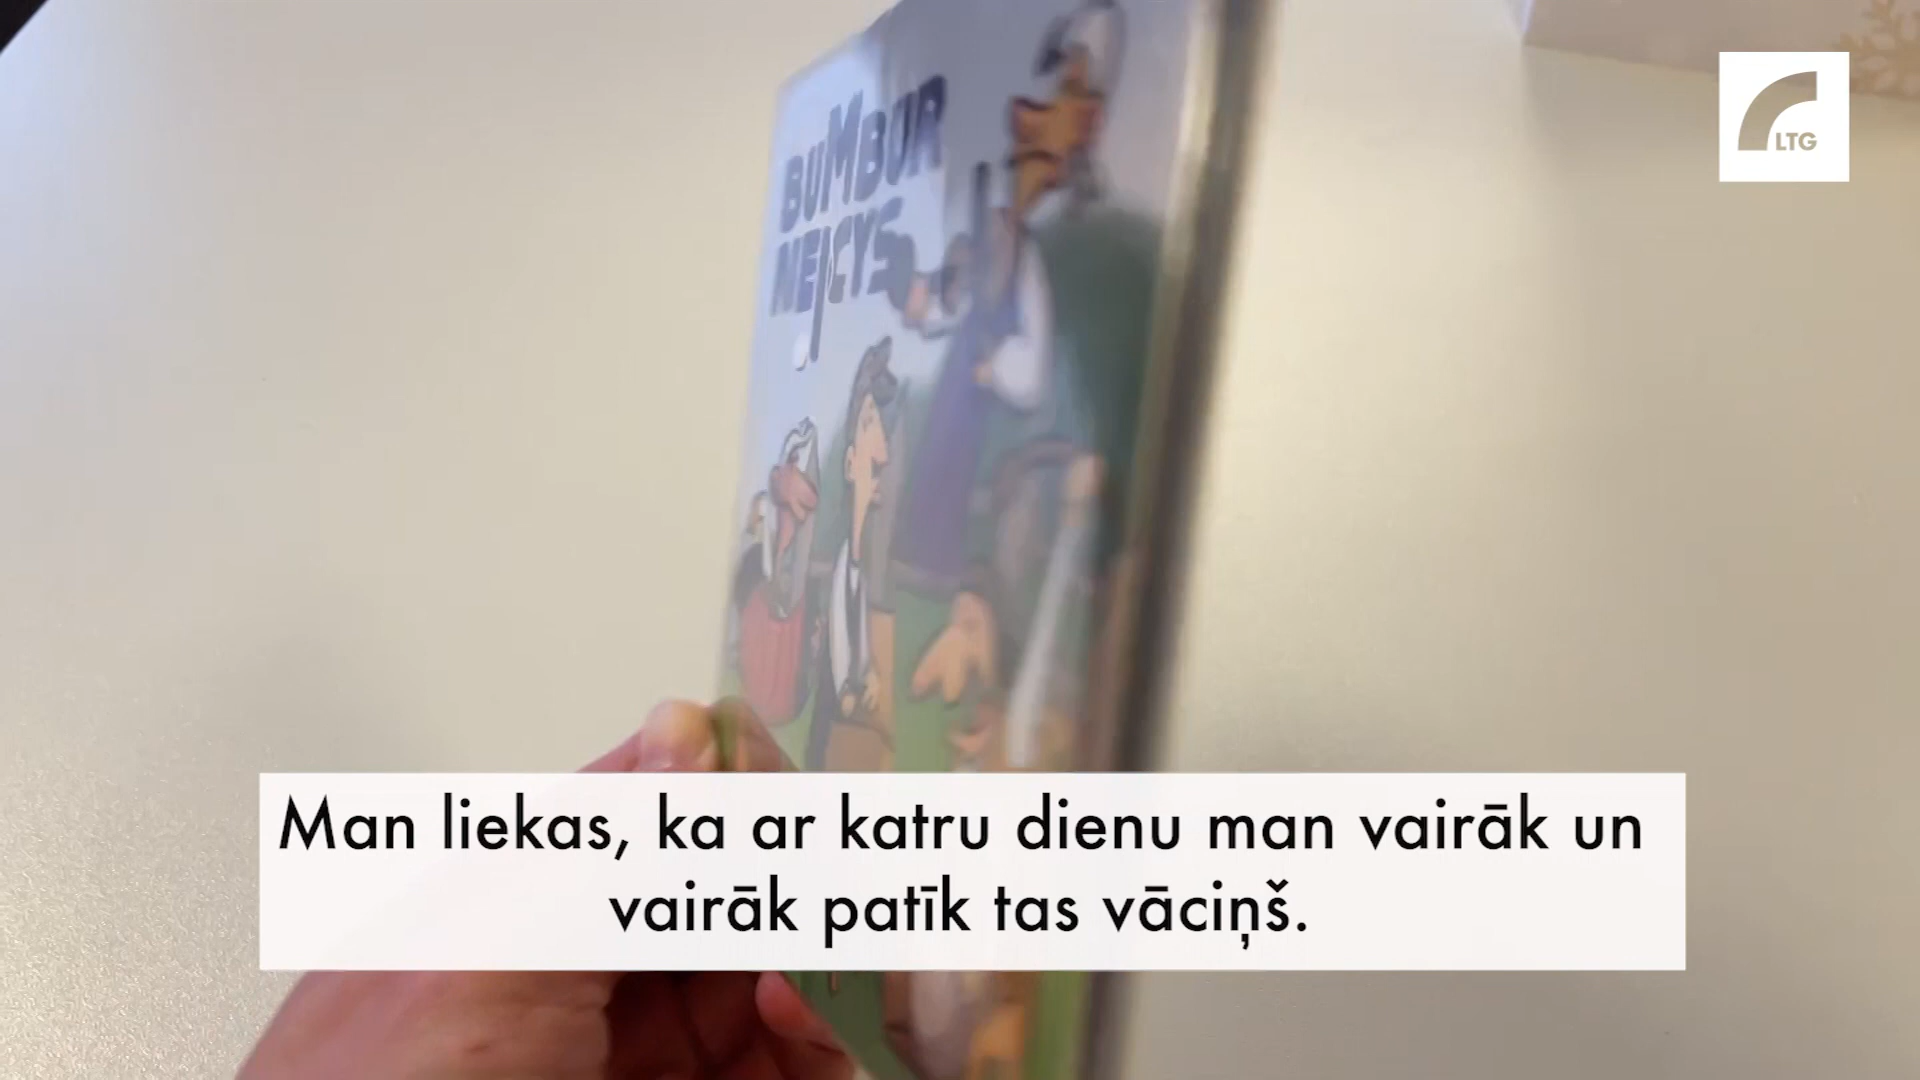 BUMBUR
NEICYS
LTG
Man liekas, ka ar katru dienu man vairāk un
vairāk patīk tas vāciņš.